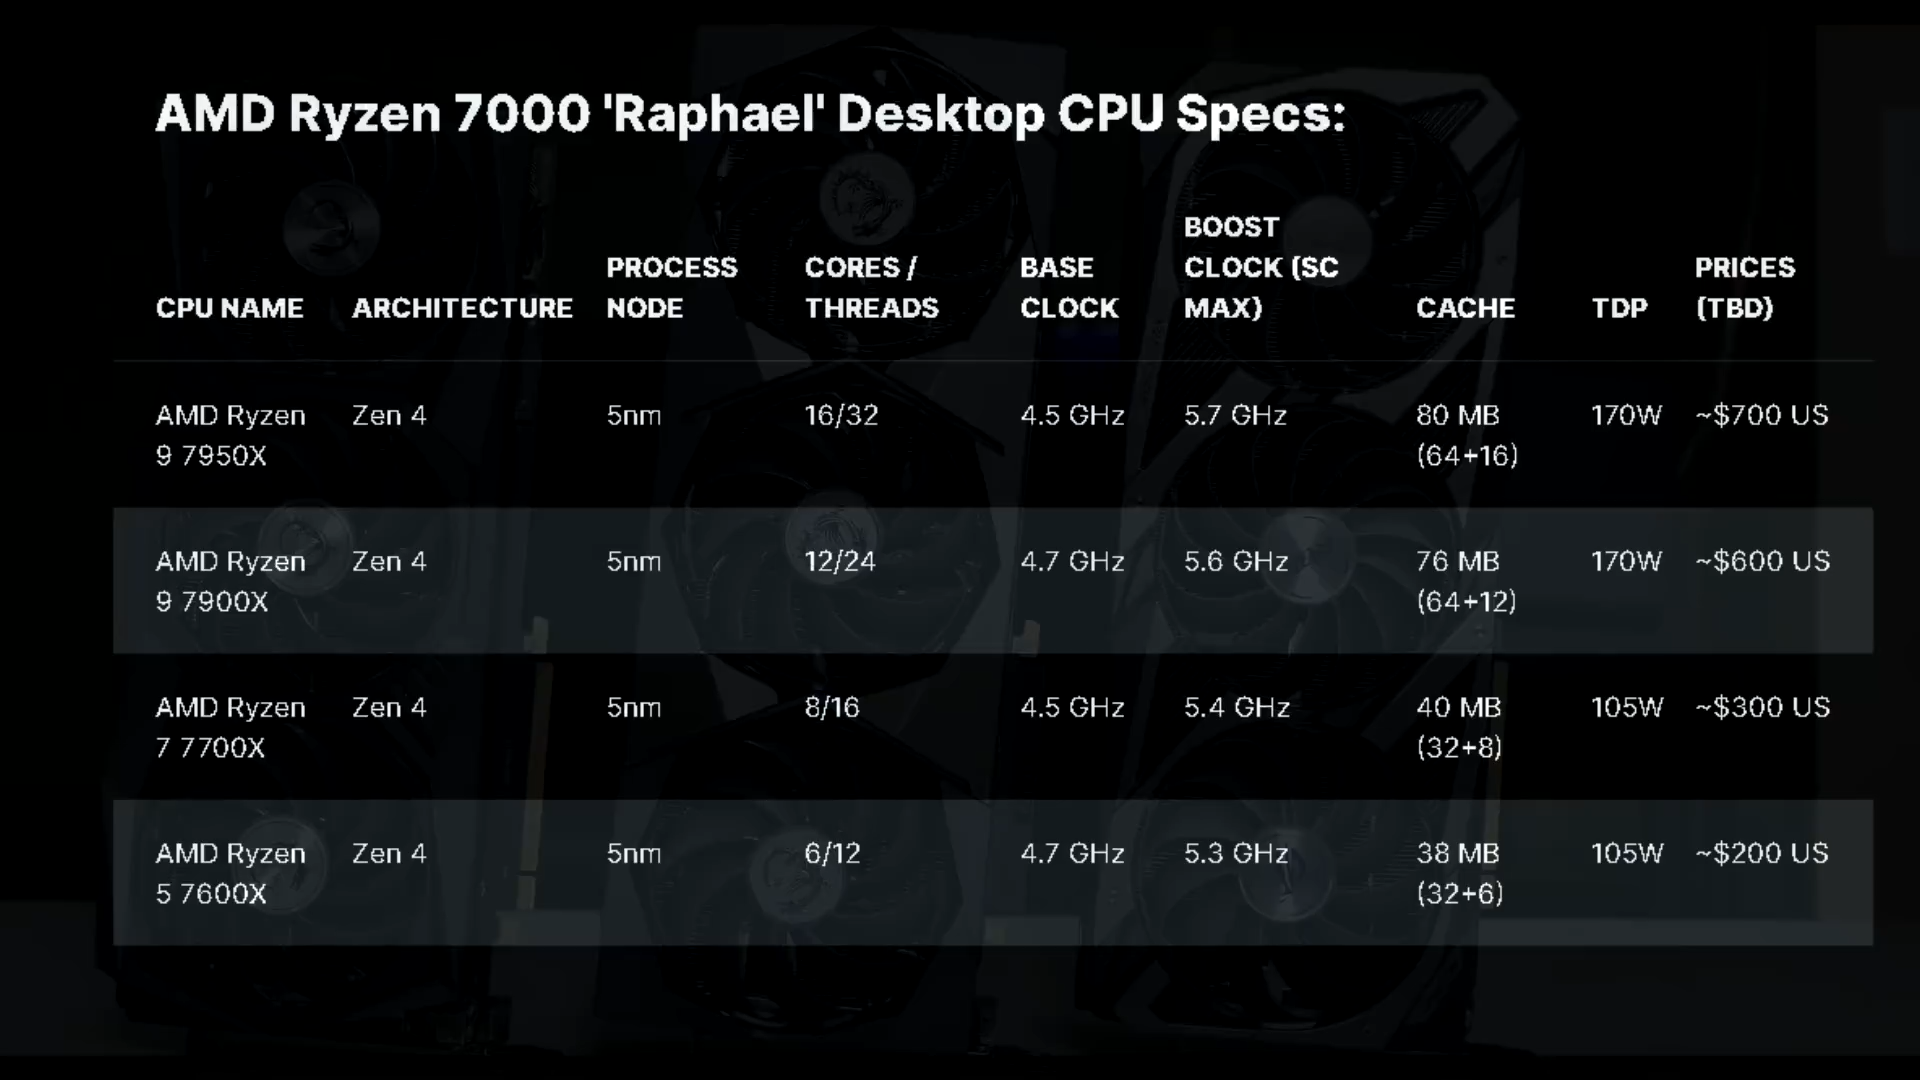 AMD Ryzen 7000 'Raphael' Desktop CPU Specs:
CPU NAME ARCHITECTURE PROCESS NODE CORES / THREADS BASE CLOCK BOOST CLOCK (SC MAX) CACHE TDP PRICES (TBD)
AMD Ryzen 9 7950X Zen 4 5nm 16/32 4.5 GHz 5.7 GHz 80 MB (64+16) 170W ~$700 US
AMD Ryzen 9 7900X Zen 4 5nm 12/24 4.7 GHz 5.6 GHz 76 MB (64+12) 170W ~$600 US
AMD Ryzen 7 7700X Zen 4 5nm 8/16 4.5 GHz 5.4 GHz 40 MB (32+8) 105W ~$300 US
AMD Ryzen 5 7600X Zen 4 5nm 6/12 4.7 GHz 5.3 GHz 38 MB (32+6) 105W ~$200 US